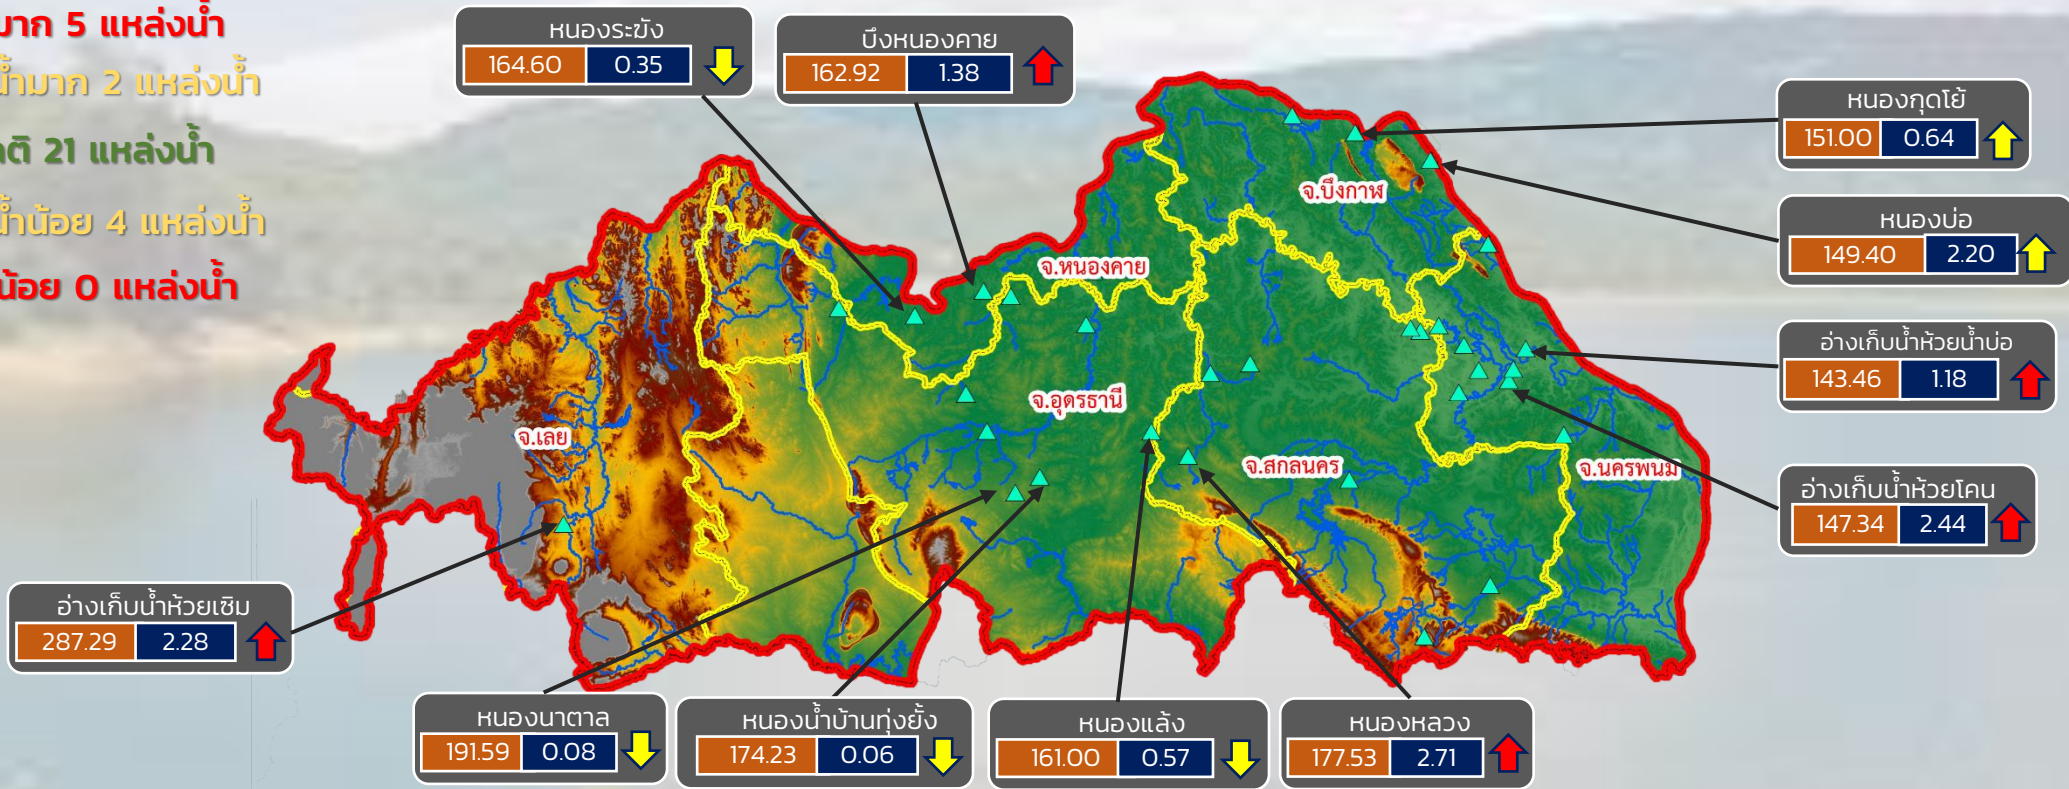 มาก 5 แหล่งน้ำ
น้ำมาก 2 แหล่งน้ำ
21 แหล่งน้ำ
น้ำน้อย 4 แหล่งน้ำ
น้อย 0 แหล่งน้ำ
หนองระฆัง
164.60 0.35
บึงหนองคาย
162.92 1.38
หนองกุดโย้
151.00 0.64
หนองบ่อ
149.40 2.20
อ่างเก็บน้ำห้วยน้ำบ่อ
143.46 1.18
อ่างเก็บน้ำห้วยโคน
147.34 2.44
จ.บึงกาฬ
จ.หนองคาย
จ.อุดรธานี
จ.เลย
จ.สกลนคร
จ.นครพนม
อ่างเก็บน้ำห้วยเซิม
287.29 2.28
หนองนาตาล
191.59 0.08
หนองน้ำบ้านทุ่งยั้ง
174.23 0.06
หนองแล้ง
161.00 0.57
หนองหลวง
177.53 2.71